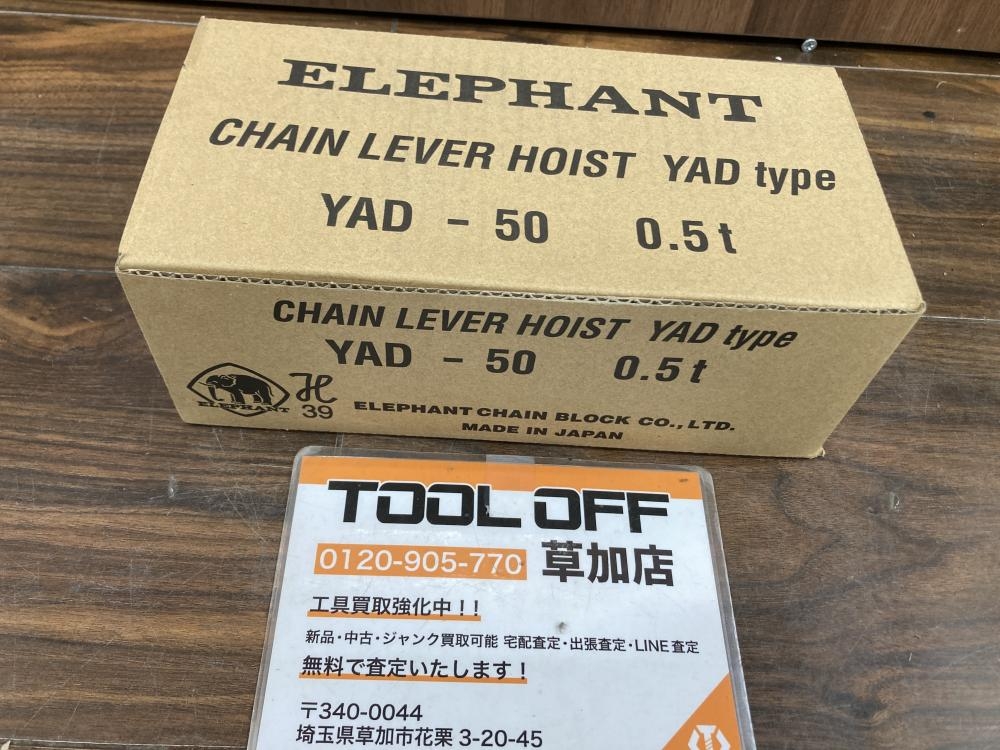 ELEPHANT
CHAIN LEVER HOIST YAD type
YAD - 50 0.5t
CHAIN LEVER HOIST YAD type
YAD - 50 0.5t
ELEPHANT
H
39
ELEPHANT CHAIN BLOCK CO., LTD.
MADE IN JAPAN
TOOL OFF
0120-905-770 草加店
工具買取強化中！！
新品・中古・ジャンク買取可能 宅配査定・出張査定・LINE査定
無料で査定いたします！
〒340-0044
埼玉県草加市花栗3-20-45